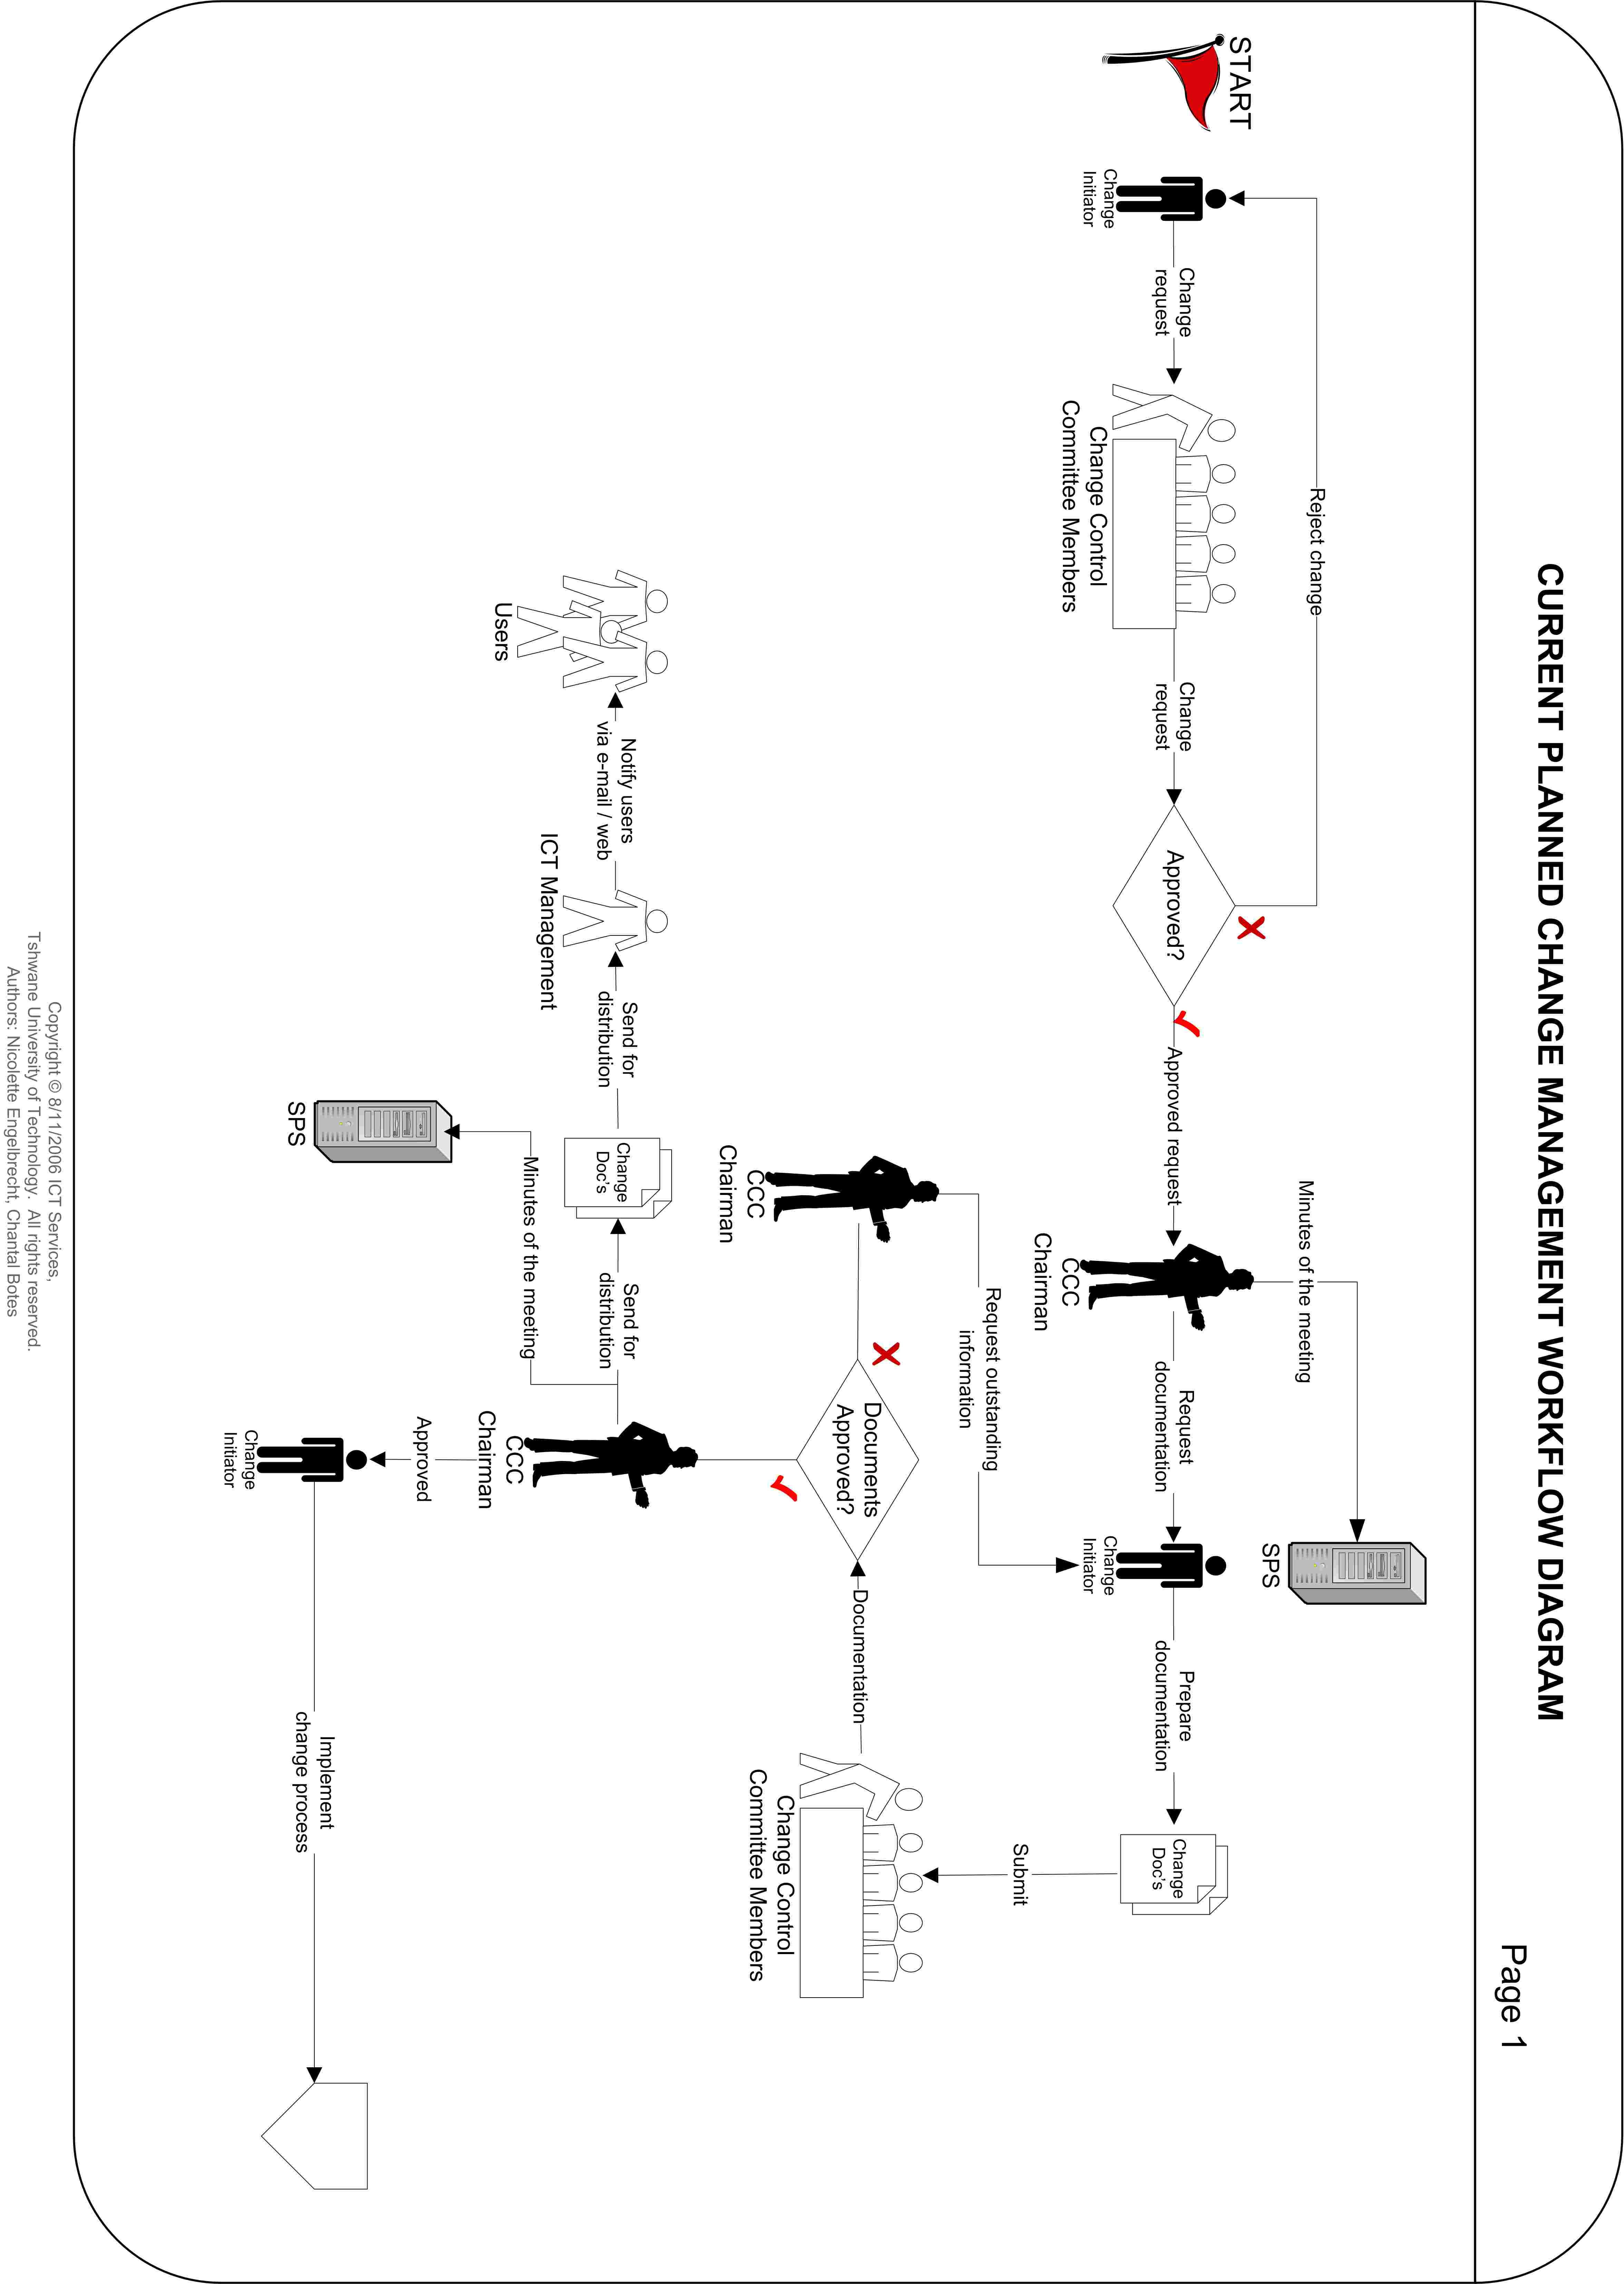 CURRENT PLANNED CHANGE MANAGEMENT WORKFLOW DIAGRAM
Page 1
START
Reject change
Change
Initiator
Change
request
Change Control
Committee Members
Change
request
Approved?
Approved request
Minutes of the meeting
SPS
CCC
Chairman
Request
documentation
Change
Initiator
Prepare
documentation
Change
Doc's
Submit
Request outstanding
information
CCC
Chairman
Documents
Approved?
Documentation
Change Control
Committee Members
Users
Notify users
via e-mail / web
ICT Management
Send for
distribution
Change
Doc's
Send for
distribution
Minutes of the meeting
SPS
CCC
Chairman
Approved
Change
Initiator
Implement
change process
Copyright © 8/11/2006 ICT Services,
Tshwane University of Technology. All rights reserved.
Authors: Nicolette Engelbrecht, Chantal Botes